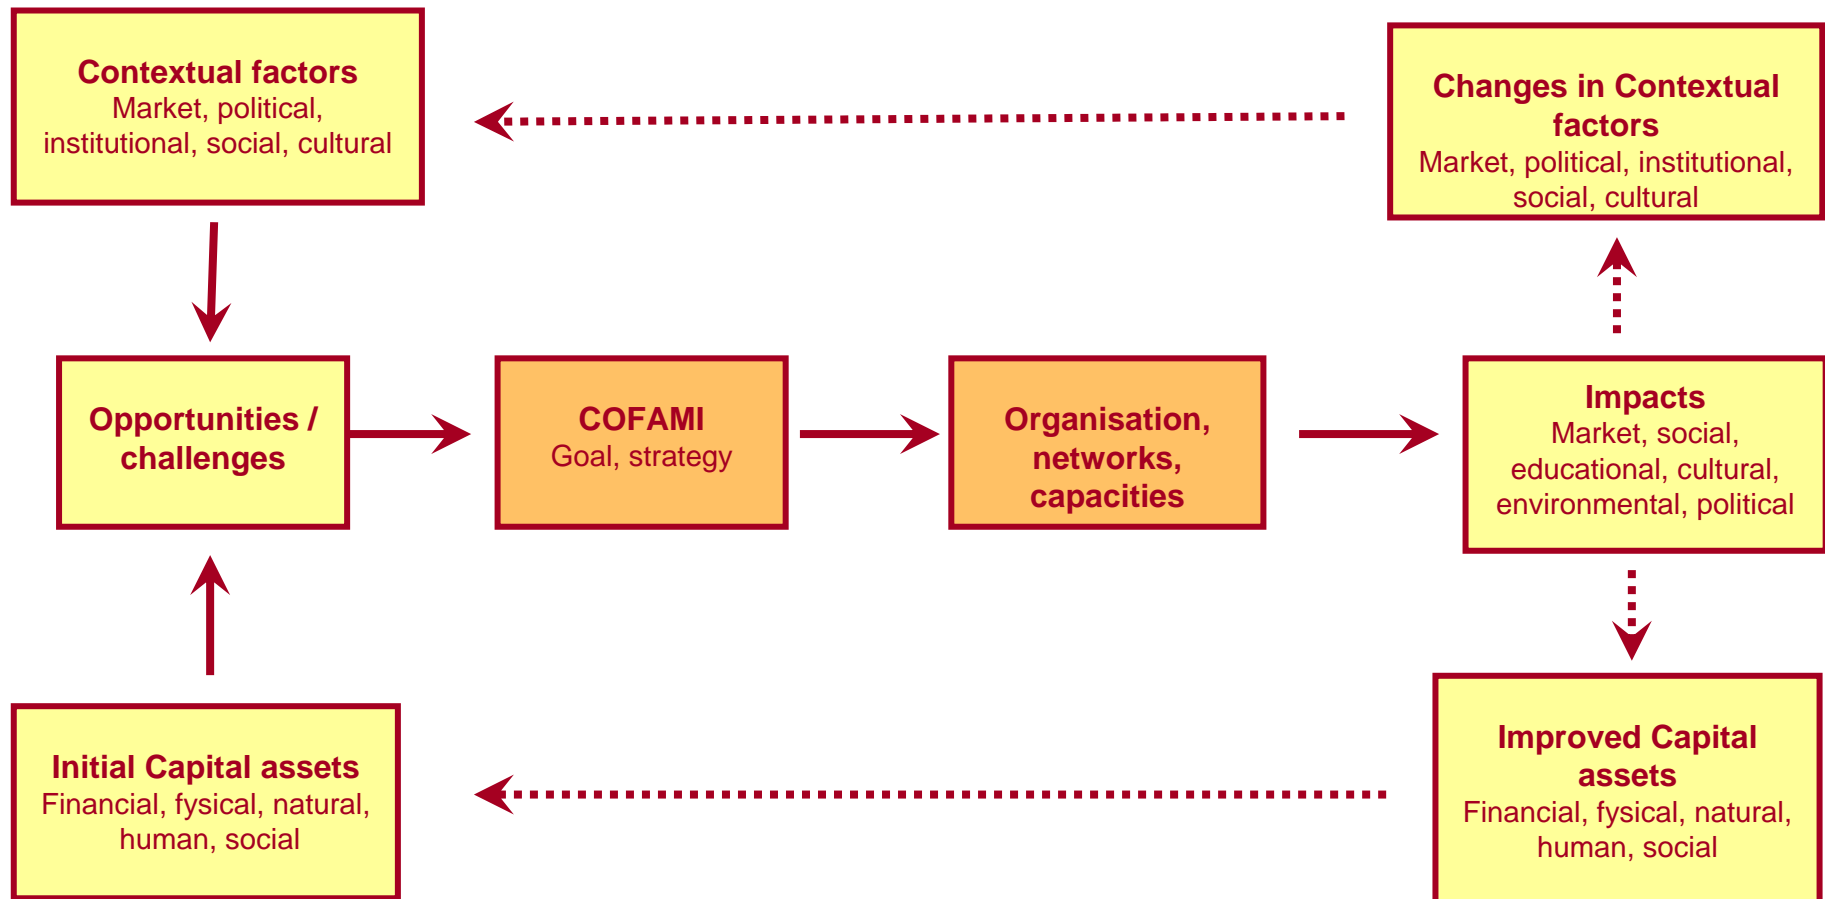 Contextual factors
Market, political,
institutional, social, cultural
Changes in Contextual
factors
Market, political, institutional,
social, cultural
Opportunities /
challenges
COFAMI
Goal, strategy
Organisation,
networks,
capacities
Impacts
Market, social,
educational, cultural,
environmental, political
Initial Capital assets
Financial, fysical, natural,
human, social
Improved Capital
assets
Financial, fysical, natural,
human, social